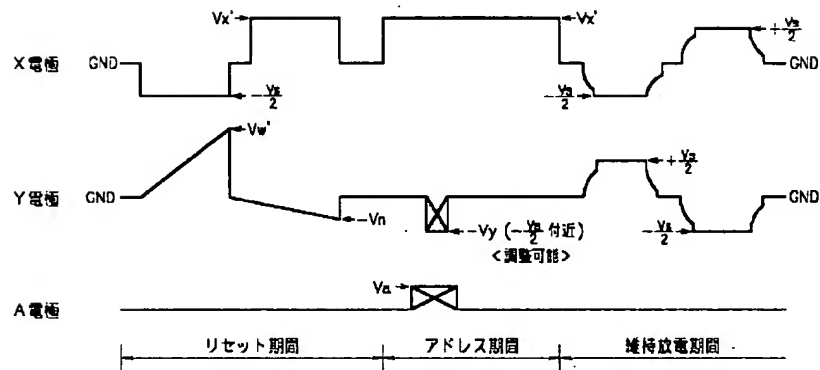 Vx'
Vx'
+Vs/2
X電極
GND
GND
-Vs/2
-Vs/2
Vw'
+Vs/2
Y電極
GND
GND
-Vn
-Vy (-Vs/2 付近)
<調整可能>
-Vs/2
Va
A電極
リセット期間
アドレス期間
維持放電期間